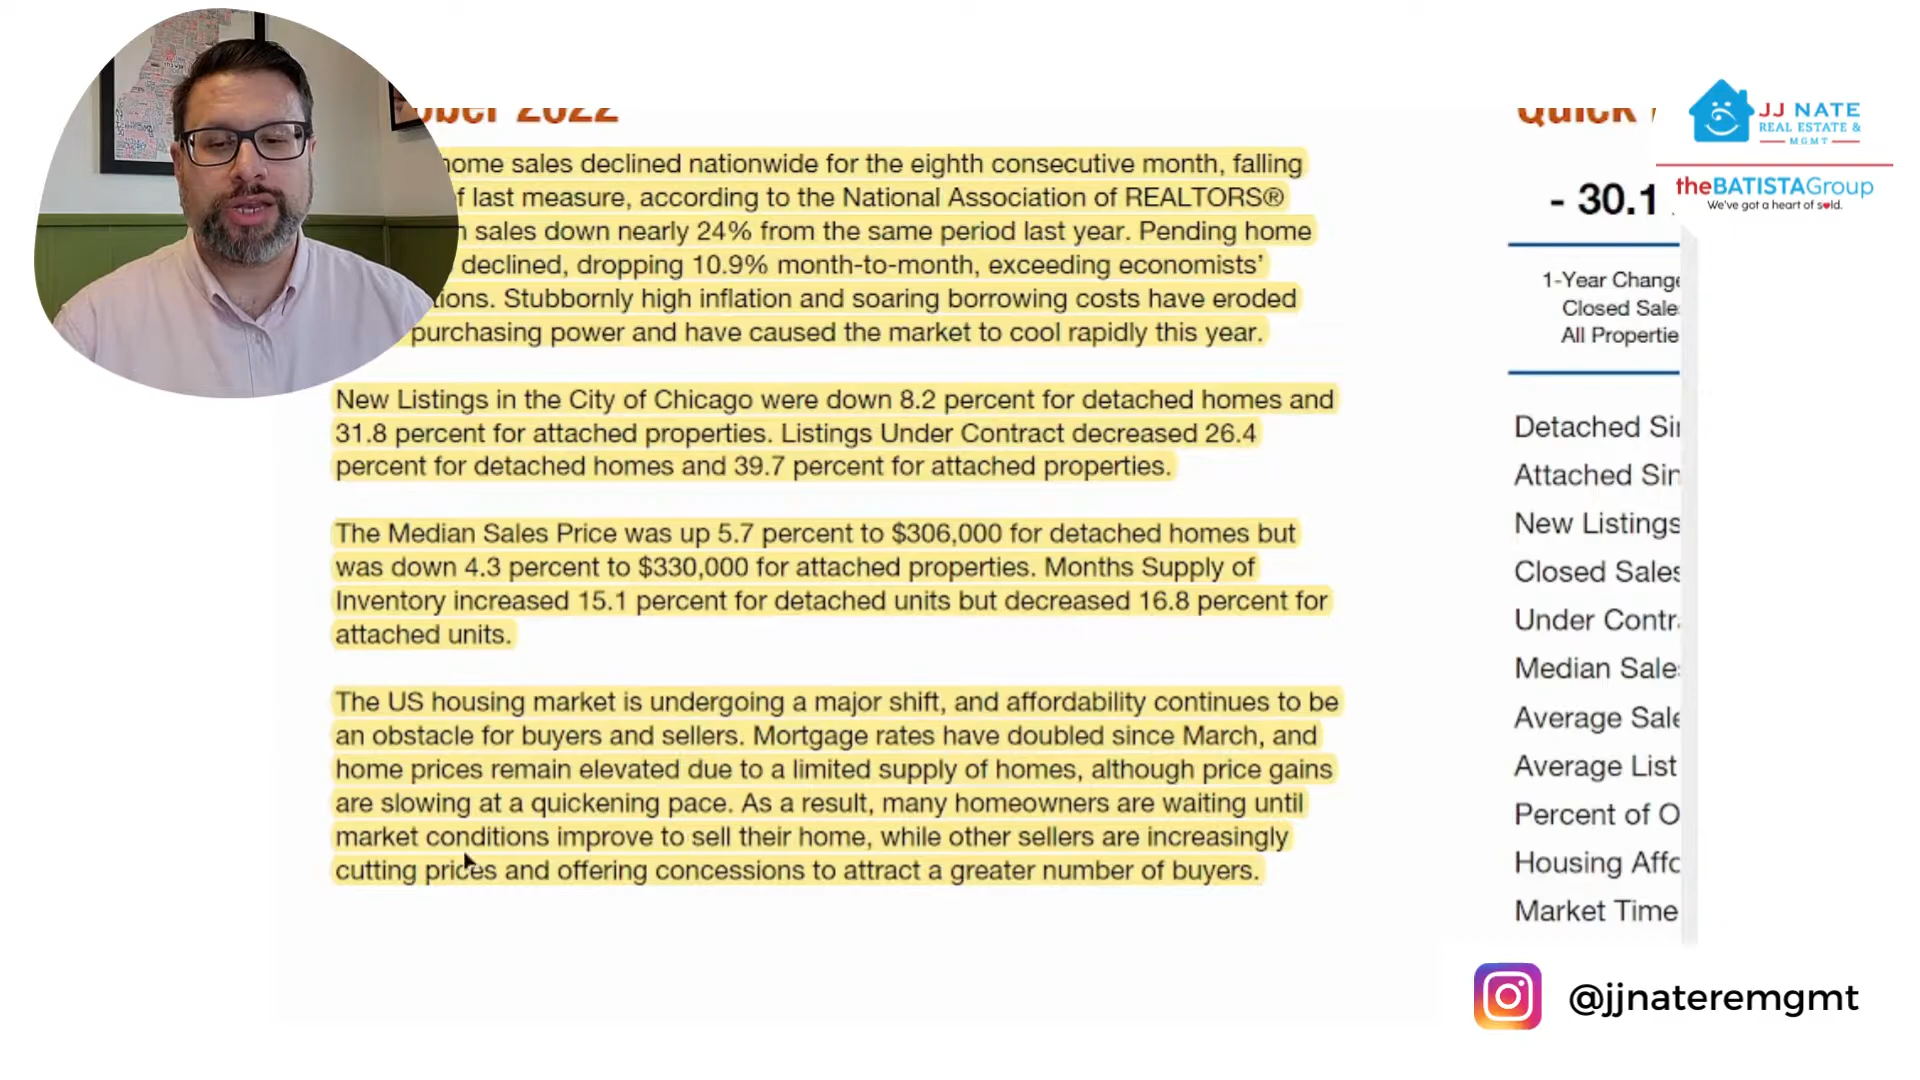 ober 2022
ome sales declined nationwide for the eighth consecutive month, falling
f last measure, according to the National Association of REALTORS®
n sales down nearly 24% from the same period last year. Pending home
declined, dropping 10.9% month-to-month, exceeding economists’
tions. Stubbornly high inflation and soaring borrowing costs have eroded
purchasing power and have caused the market to cool rapidly this year.
New Listings in the City of Chicago were down 8.2 percent for detached homes and
31.8 percent for attached properties. Listings Under Contract decreased 26.4
percent for detached homes and 39.7 percent for attached properties.
The Median Sales Price was up 5.7 percent to $306,000 for detached homes but
was down 4.3 percent to $330,000 for attached properties. Months Supply of
Inventory increased 15.1 percent for detached units but decreased 16.8 percent for
attached units.
The US housing market is undergoing a major shift, and affordability continues to be
an obstacle for buyers and sellers. Mortgage rates have doubled since March, and
home prices remain elevated due to a limited supply of homes, although price gains
are slowing at a quickening pace. As a result, many homeowners are waiting until
market conditions improve to sell their home, while other sellers are increasingly
cutting prices and offering concessions to attract a greater number of buyers.
Quick
- 30.1
1-Year Change
Closed Sale
All Propertie
Detached Si
Attached Sin
New Listings
Closed Sales
Under Contr
Median Sale
Average Sale
Average List
Percent of O
Housing Affo
Market Time
JJ NATE
REAL ESTATE &
MGMT
theBATISTAGroup
We've got a heart of sold.
@jjnateremgmt